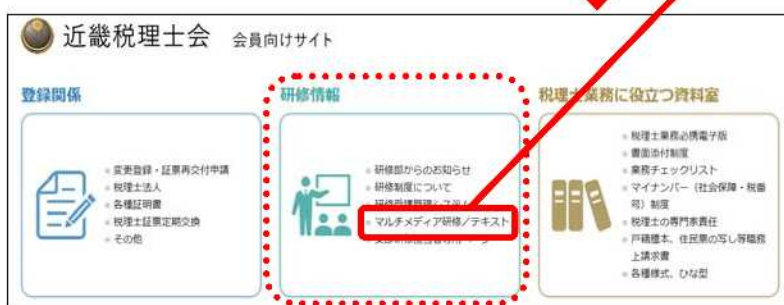 近畿税理士会 会員向けサイト
登録関係
変更登録・証票再交付申請
税理士法人
各種証明書
税理士証票定期交換
その他
研修情報
研修部からのお知らせ
研修制度について
マルチメディア研修/テキスト
税理士業務に役立つ資料室
税理士業務必携電子版
書面添付制度
業務チェックリスト
マイナンバー(社会保障・税番
号)制度
税理士の専門家責任
戸籍謄本、住民票の写し等職務
上請求書
各種様式、ひな型